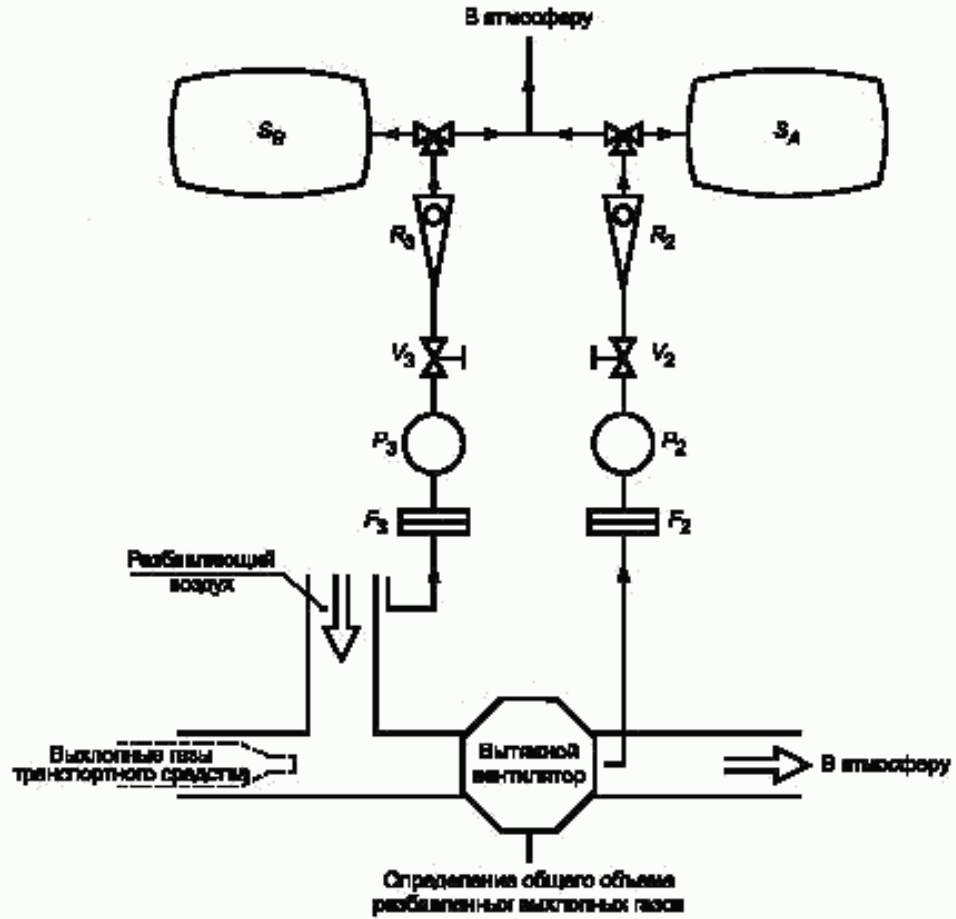 В атмосферу
S_B
S_A
R_3
R_2
V_3
V_2
P_3
P_2
F_3
F_2
Разбавляющий
воздух
Выхлопные газы
транспортного средства
Вытяжной
вентилятор
В атмосферу
Определение общего объема
разбавленных выхлопных газов